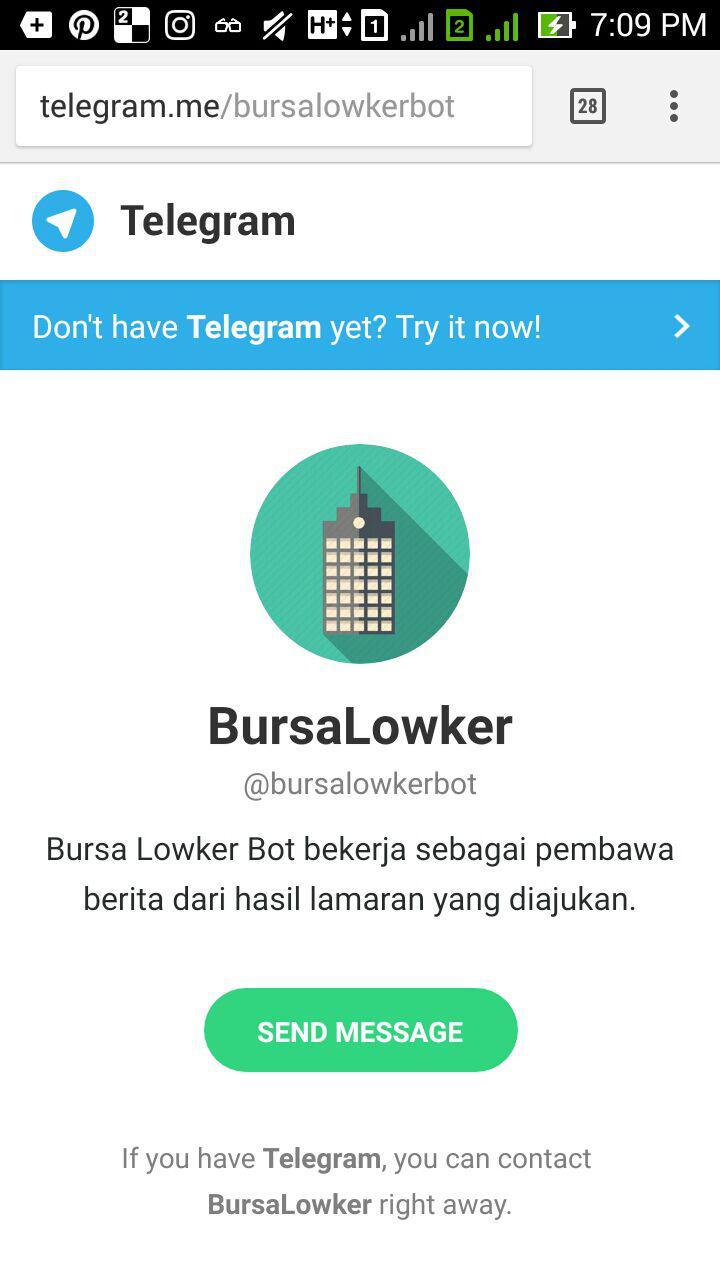 2
H+ 1 2 7:09 PM
telegram.me/bursalowkerbot 28
Telegram
Don't have Telegram yet? Try it now!
BursaLowker
@bursalowkerbot
Bursa Lowker Bot bekerja sebagai pembawa
berita dari hasil lamaran yang diajukan.
SEND MESSAGE
If you have Telegram, you can contact
BursaLowker right away.